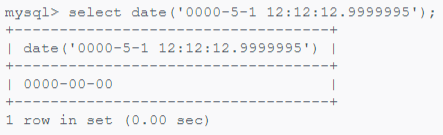 mysql> select date('0000-5-1 12:12:12.9999995');
+----------------------------------+
| date('0000-5-1 12:12:12.9999995') |
+----------------------------------+
| 0000-00-00 |
+----------------------------------+
1 row in set (0.00 sec)